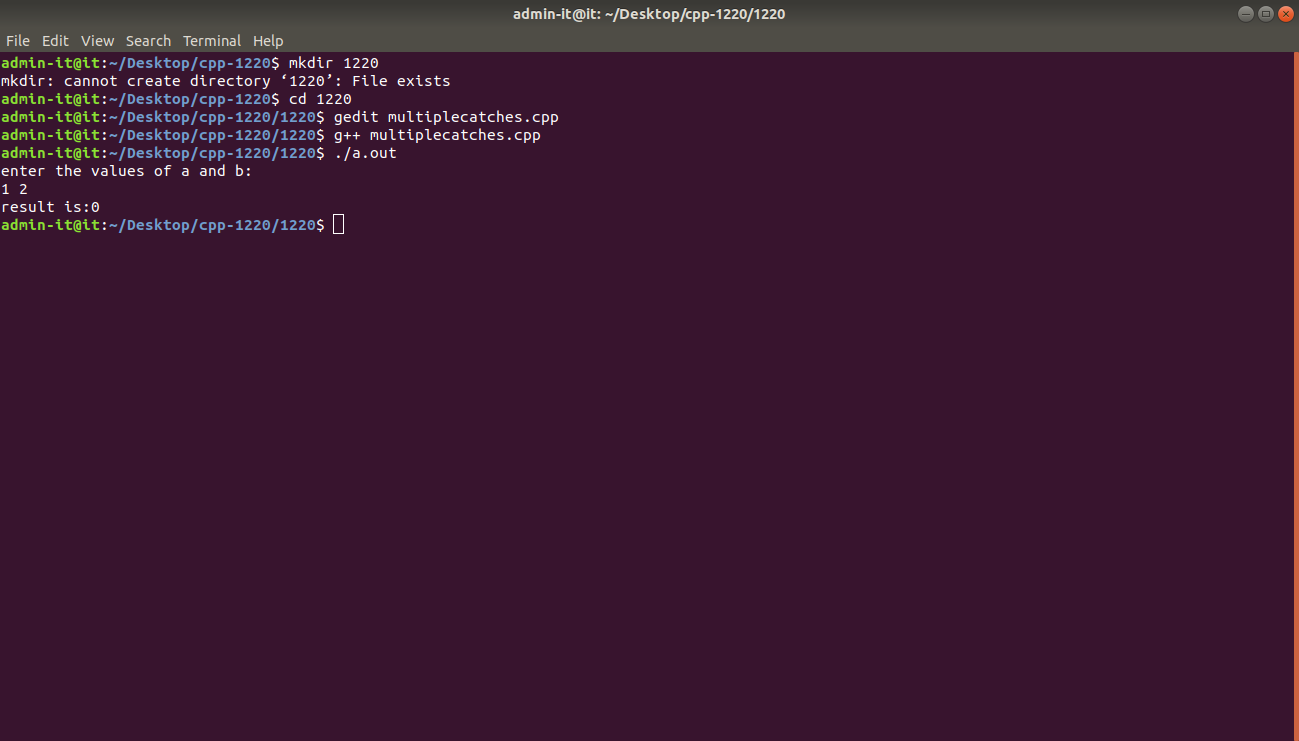 admin-it@it: ~/Desktop/cpp-1220/1220
File Edit View Search Terminal Help
admin-it@it:~/Desktop/cpp-1220$ mkdir 1220
mkdir: cannot create directory ‘1220’: File exists
admin-it@it:~/Desktop/cpp-1220$ cd 1220
admin-it@it:~/Desktop/cpp-1220/1220$ gedit multiplecatches.cpp
admin-it@it:~/Desktop/cpp-1220/1220$ g++ multiplecatches.cpp
admin-it@it:~/Desktop/cpp-1220/1220$ ./a.out
enter the values of a and b:
1 2
result is:0
admin-it@it:~/Desktop/cpp-1220/1220$